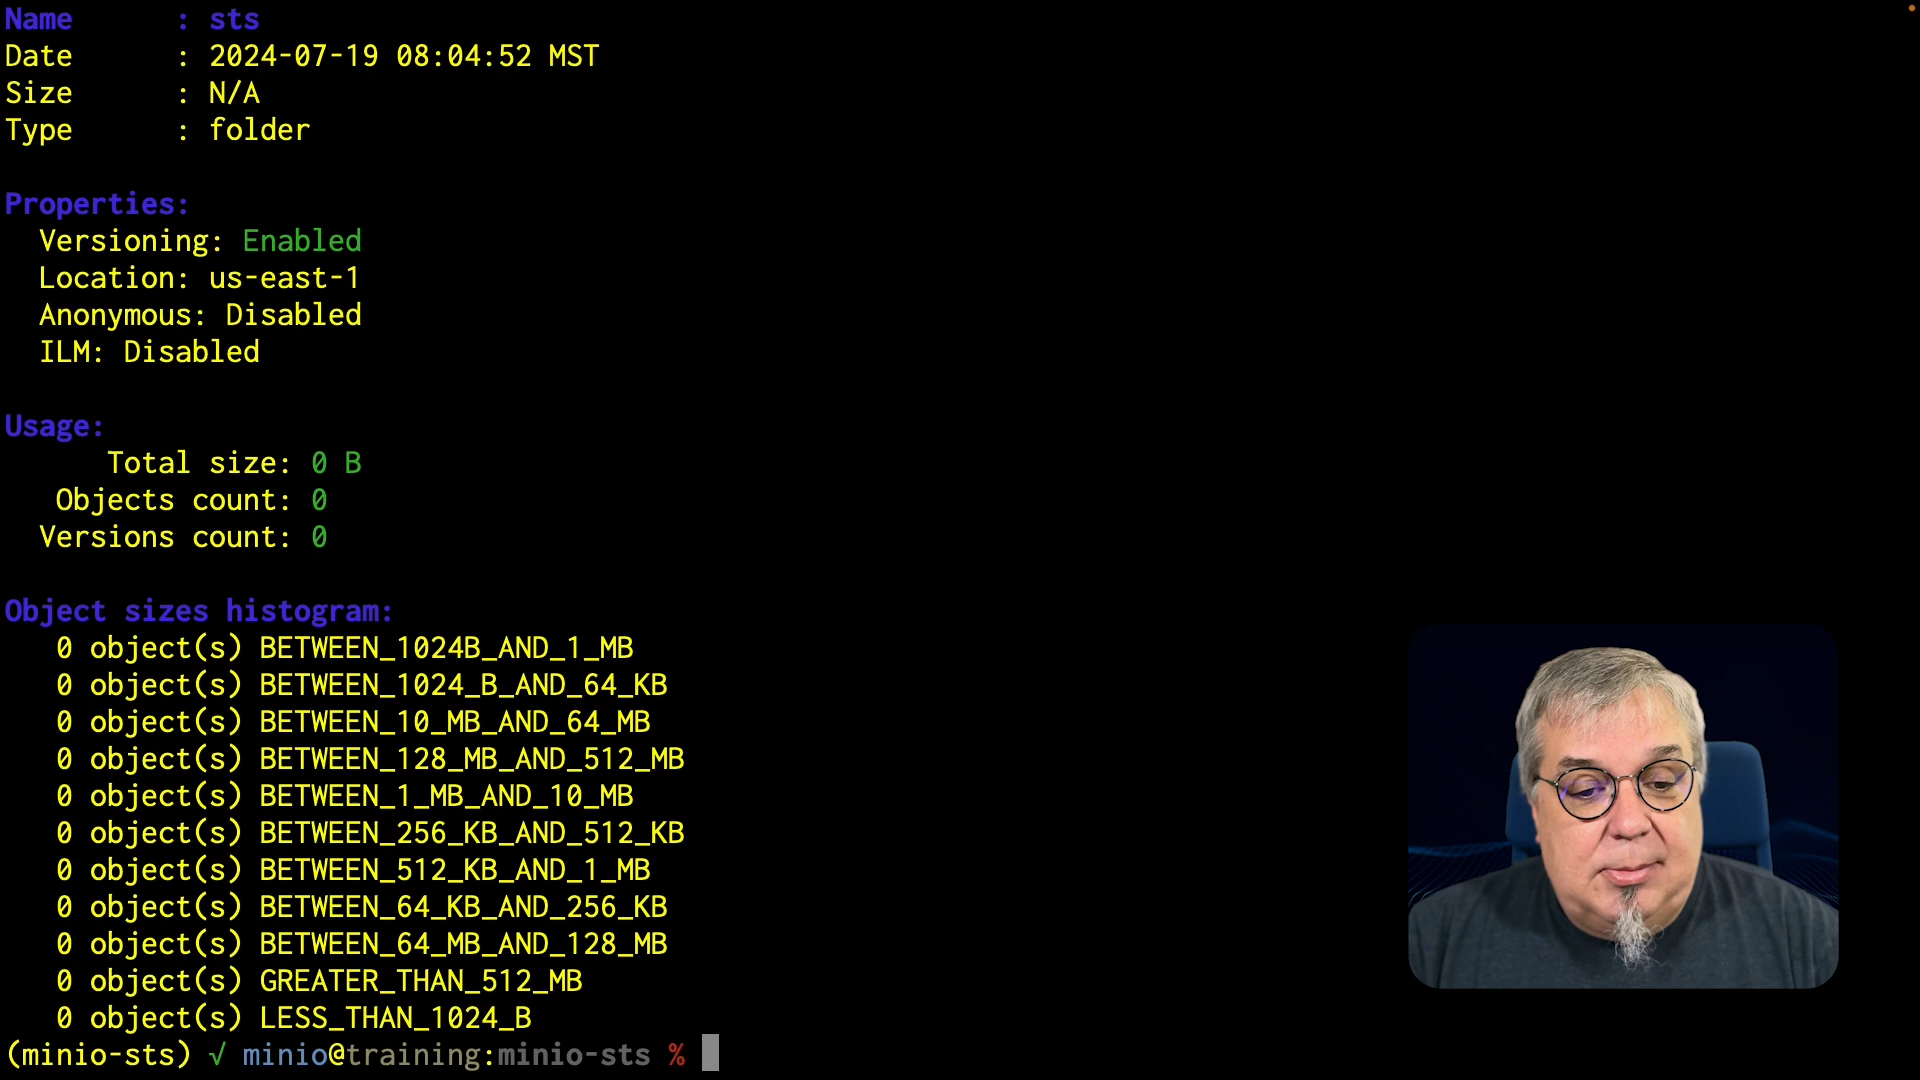 Name      : sts
Date      : 2024-07-19 08:04:52 MST
Size      : N/A
Type      : folder
Properties:
  Versioning: Enabled
  Location: us-east-1
  Anonymous: Disabled
  ILM: Disabled
Usage:
      Total size: 0 B
   Objects count: 0
  Versions count: 0
Object sizes histogram:
   0 object(s) BETWEEN_1024B_AND_1_MB
   0 object(s) BETWEEN_1024_B_AND_64_KB
   0 object(s) BETWEEN_10_MB_AND_64_MB
   0 object(s) BETWEEN_128_MB_AND_512_MB
   0 object(s) BETWEEN_1_MB_AND_10_MB
   0 object(s) BETWEEN_256_KB_AND_512_KB
   0 object(s) BETWEEN_512_KB_AND_1_MB
   0 object(s) BETWEEN_64_KB_AND_256_KB
   0 object(s) BETWEEN_64_MB_AND_128_MB
   0 object(s) GREATER_THAN_512_MB
   0 object(s) LESS_THAN_1024_B
(minio-sts) √ minio@training:minio-sts %